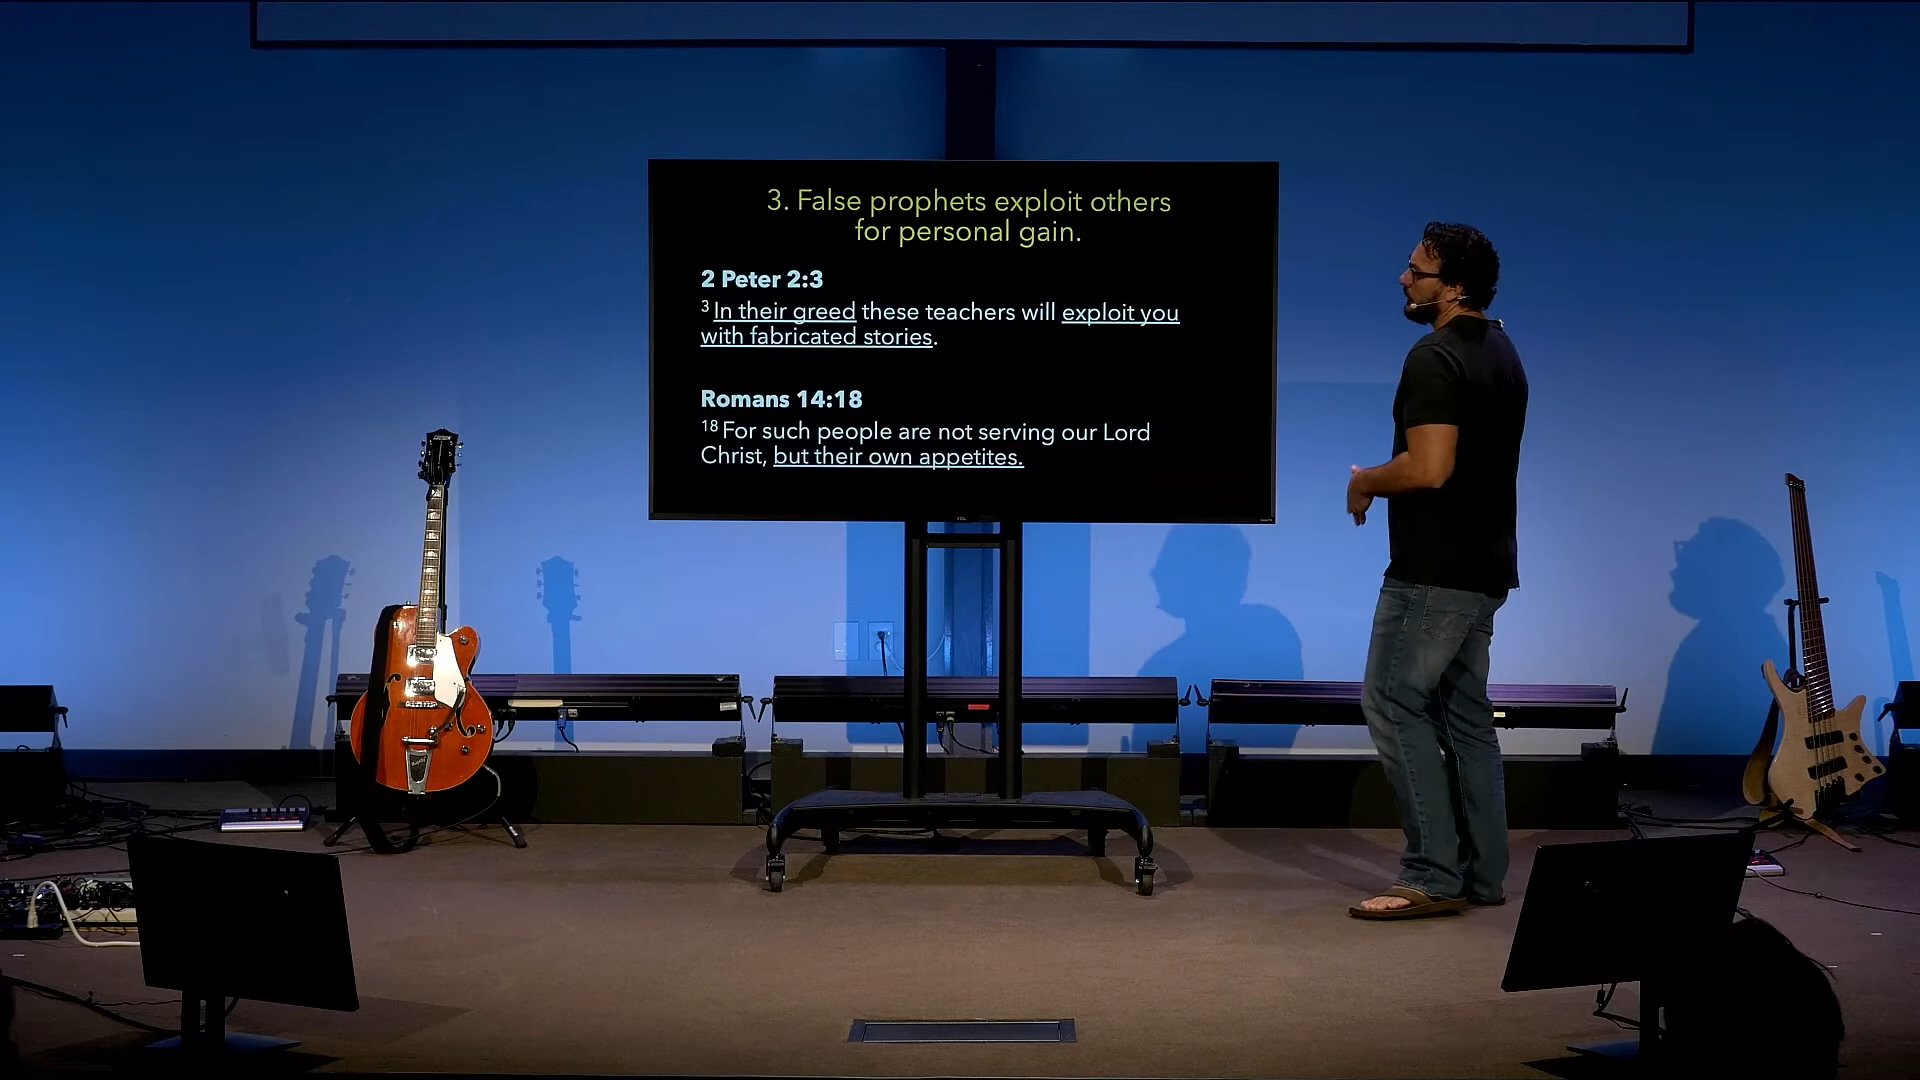 3. False prophets exploit others
for personal gain.
2 Peter 2:3
3 In their greed these teachers will exploit you
with fabricated stories.
Romans 14:18
18 For such people are not serving our Lord
Christ, but their own appetites.
TCL